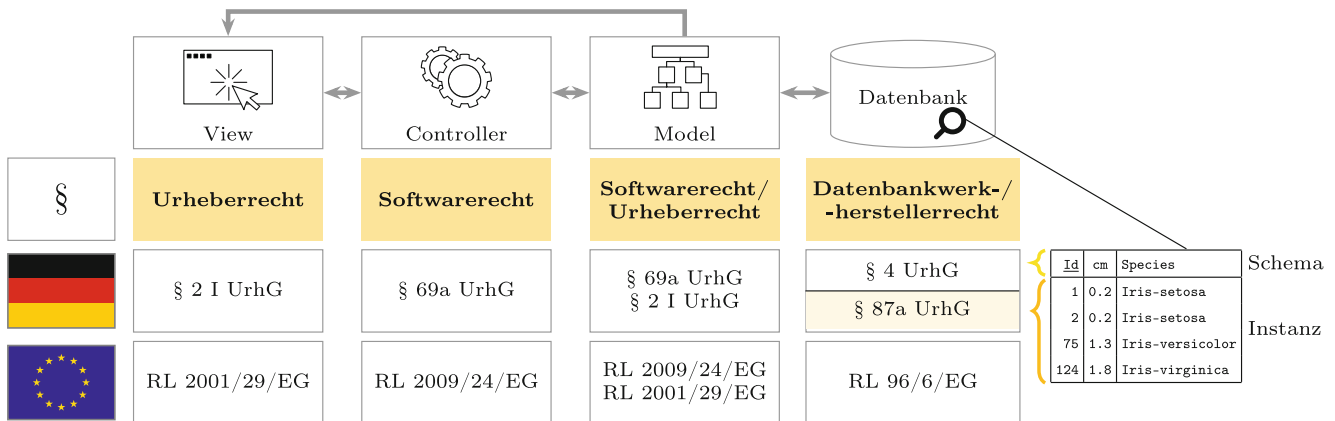 View
Controller
Model
Datenbank
§
Urheberrecht
Softwarerecht
Softwarerecht/
Urheberrecht
Datenbankwerk-/
-herstellerrecht
§ 2 I UrhG
§ 69a UrhG
§ 69a UrhG
§ 2 I UrhG
§ 4 UrhG
§ 87a UrhG
RL 2001/29/EG
RL 2009/24/EG
RL 2009/24/EG
RL 2001/29/EG
RL 96/6/EG
Id cm Species
1 0.2 Iris-setosa
2 0.2 Iris-setosa
75 1.3 Iris-versicolor
124 1.8 Iris-virginica
Schema
Instanz